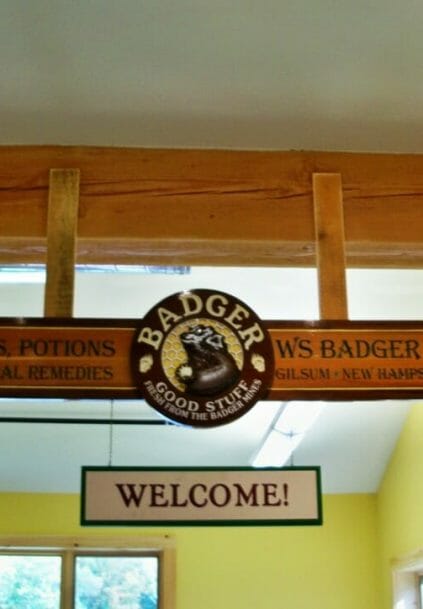 BADGER
GOOD STUFF
FRESH FROM THE BADGER MINES
S, POTIONS
AL REMEDIES
WS BADGER
GILSUM · NEW HAMPS
WELCOME!